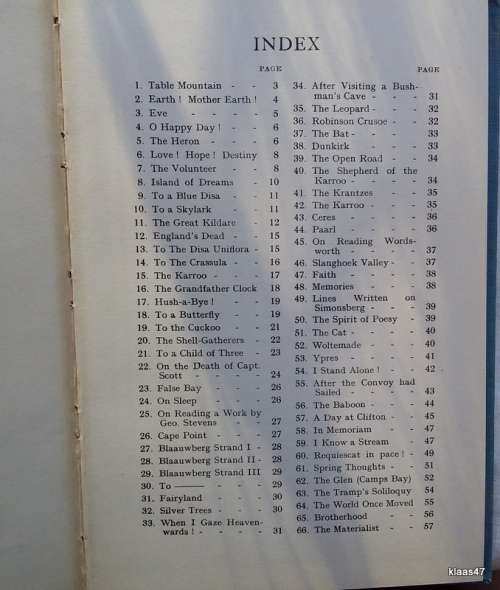 INDEX
PAGE
1. Table Mountain - - 3
2. Earth! Mother Earth! 4
3. Eve - - - - 5
4. O Happy Day! - - 6
5. The Heron - - - 6
6. Love! Hope! Destiny 8
7. The Volunteer - - 8
8. Island of Dreams - 10
9. To a Blue Disa - - 11
10. To a Skylark - - 11
11. The Great Kildare - 12
12. England's Dead - - 15
13. To The Disa Uniflora - 15
14. To the Crassula - - 16
15. The Karroo - - - 17
16. The Grandfather Clock 18
17. Hush-a-Bye! - - 19
18. To a Butterfly - - 19
19. To the Cuckoo - - 21
20. The Shell-Gatherers - 22
21. To a Child of Three - 23
22. On the Death of Capt.
Scott - - - - 24
23. False Bay - - - 26
24. On Sleep - - - 26
25. On Reading a Work by
Geo. Stevens - - 27
26. Cape Point - - - 27
27. Blaauwberg Strand I - 28
28. Blaauwberg Strand II - 28
29. Blaauwberg Strand III 29
30. To —— - - - 29
31. Fairyland - - - 30
32. Silver Trees - - - 30
33. When I Gaze Heaven-
wards! - - - - 31
PAGE
34. After Visiting a Bush-
man's Cave - - - 31
35. The Leopard - - - 32
36. Robinson Crusoe - - 32
37. The Bat - - - - 33
38. Dunkirk - - - 33
39. The Open Road - - 34
40. The Shepherd of the
Karroo - - - - 34
41. The Krantzes - - 35
42. The Karroo - - - 35
43. Ceres - - - - 36
44. Paarl - - - - 36
45. On Reading Words-
worth - - - - 37
46. Slanghoek Valley - - 37
47. Faith - - - - 38
48. Memories - - - 38
49. Lines Written on
Simonsberg - - - 39
50. The Spirit of Poesy - 39
51. The Cat - - - - 40
52. Woltemade - - - 40
53. Ypres - - - - 41
54. I Stand Alone! - - 42
55. After the Convoy had
Sailed - - - - 43
56. The Baboon - - - 44
57. A Day at Clifton - - 45
58. In Memoriam - - 47
59. I Know a Stream - - 47
60. Requiescat in pace! - 49
61. Spring Thoughts - - 51
62. The Glen (Camps Bay) 52
63. The Tramp's Soliloquy 54
64. The World Once Moved 55
65. Brotherhood - - 56
66. The Materialist - - 57
klaas47